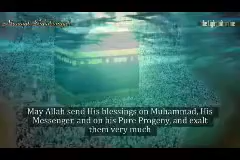 May Allah send His blessings on Muhammad, His
Messenger, and on his Pure Progeny, and exalt
them very much